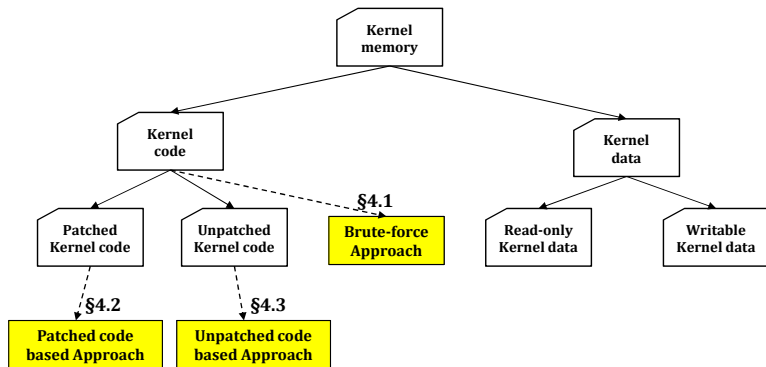 Kernel
memory
Kernel
code
Kernel
data
§4.1
Patched
Kernel code
Unpatched
Kernel code
Brute-force
Approach
Read-only
Kernel data
Writable
Kernel data
§4.2
§4.3
Patched code
based Approach
Unpatched code
based Approach